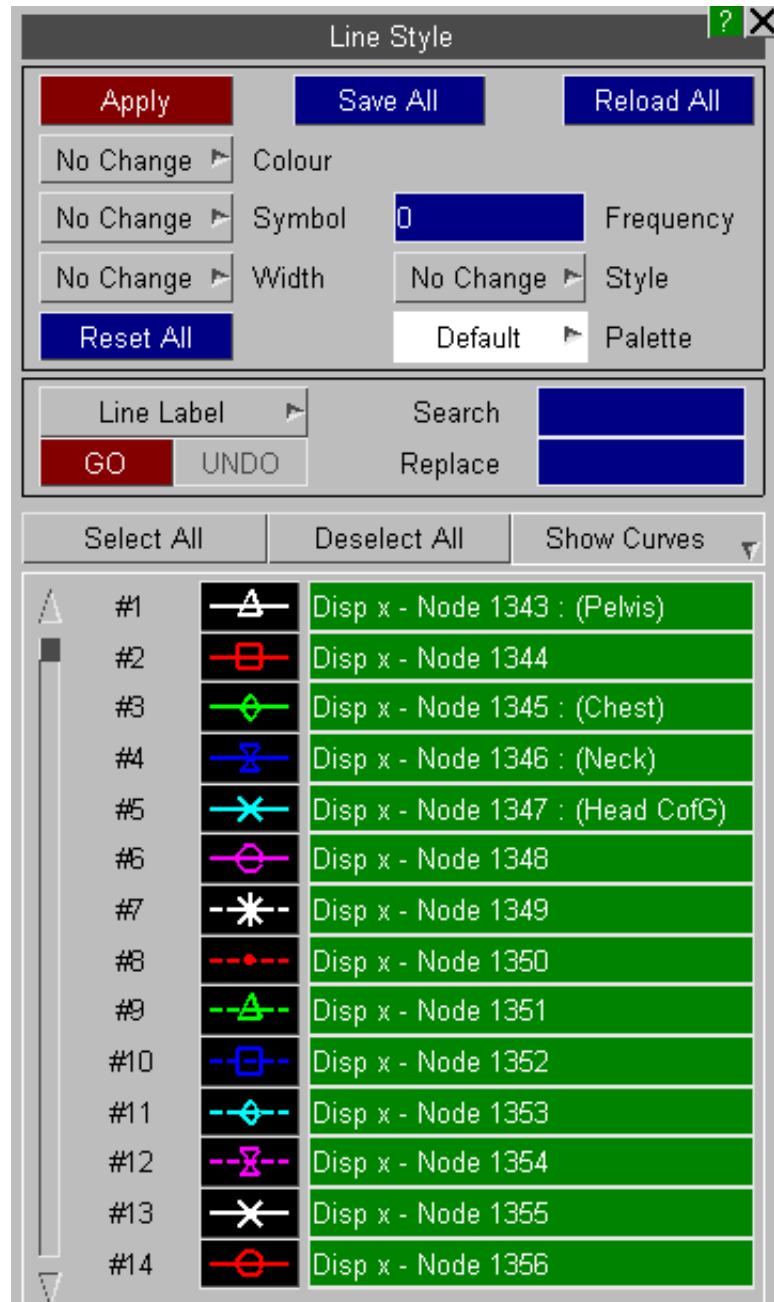 Line Style ?
Apply Save All Reload All
No Change Colour
No Change Symbol 0 Frequency
No Change Width No Change Style
Reset All Default Palette
Line Label Search
GO UNDO Replace
Select All Deselect All Show Curves
#1 Disp x - Node 1343 : (Pelvis)
#2 Disp x - Node 1344
#3 Disp x - Node 1345 : (Chest)
#4 Disp x - Node 1346 : (Neck)
#5 Disp x - Node 1347 : (Head CofG)
#6 Disp x - Node 1348
#7 Disp x - Node 1349
#8 Disp x - Node 1350
#9 Disp x - Node 1351
#10 Disp x - Node 1352
#11 Disp x - Node 1353
#12 Disp x - Node 1354
#13 Disp x - Node 1355
#14 Disp x - Node 1356